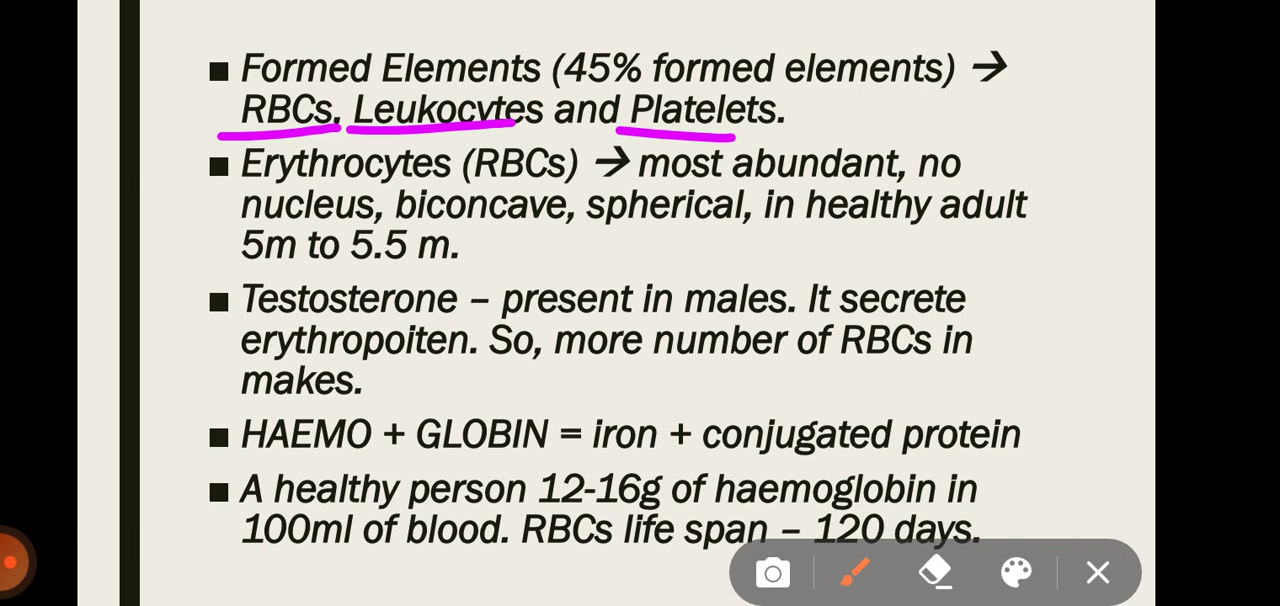 ■ Formed Elements (45% formed elements) →
RBCs, Leukocytes and Platelets.
■ Erythrocytes (RBCs) → most abundant, no
nucleus, biconcave, spherical, in healthy adult
5m to 5.5 m.
■ Testosterone – present in males. It secrete
erythropoiten. So, more number of RBCs in
makes.
■ HAEMO + GLOBIN = iron + conjugated protein
■ A healthy person 12-16g of haemoglobin in
100ml of blood. RBCs life span – 120 days.